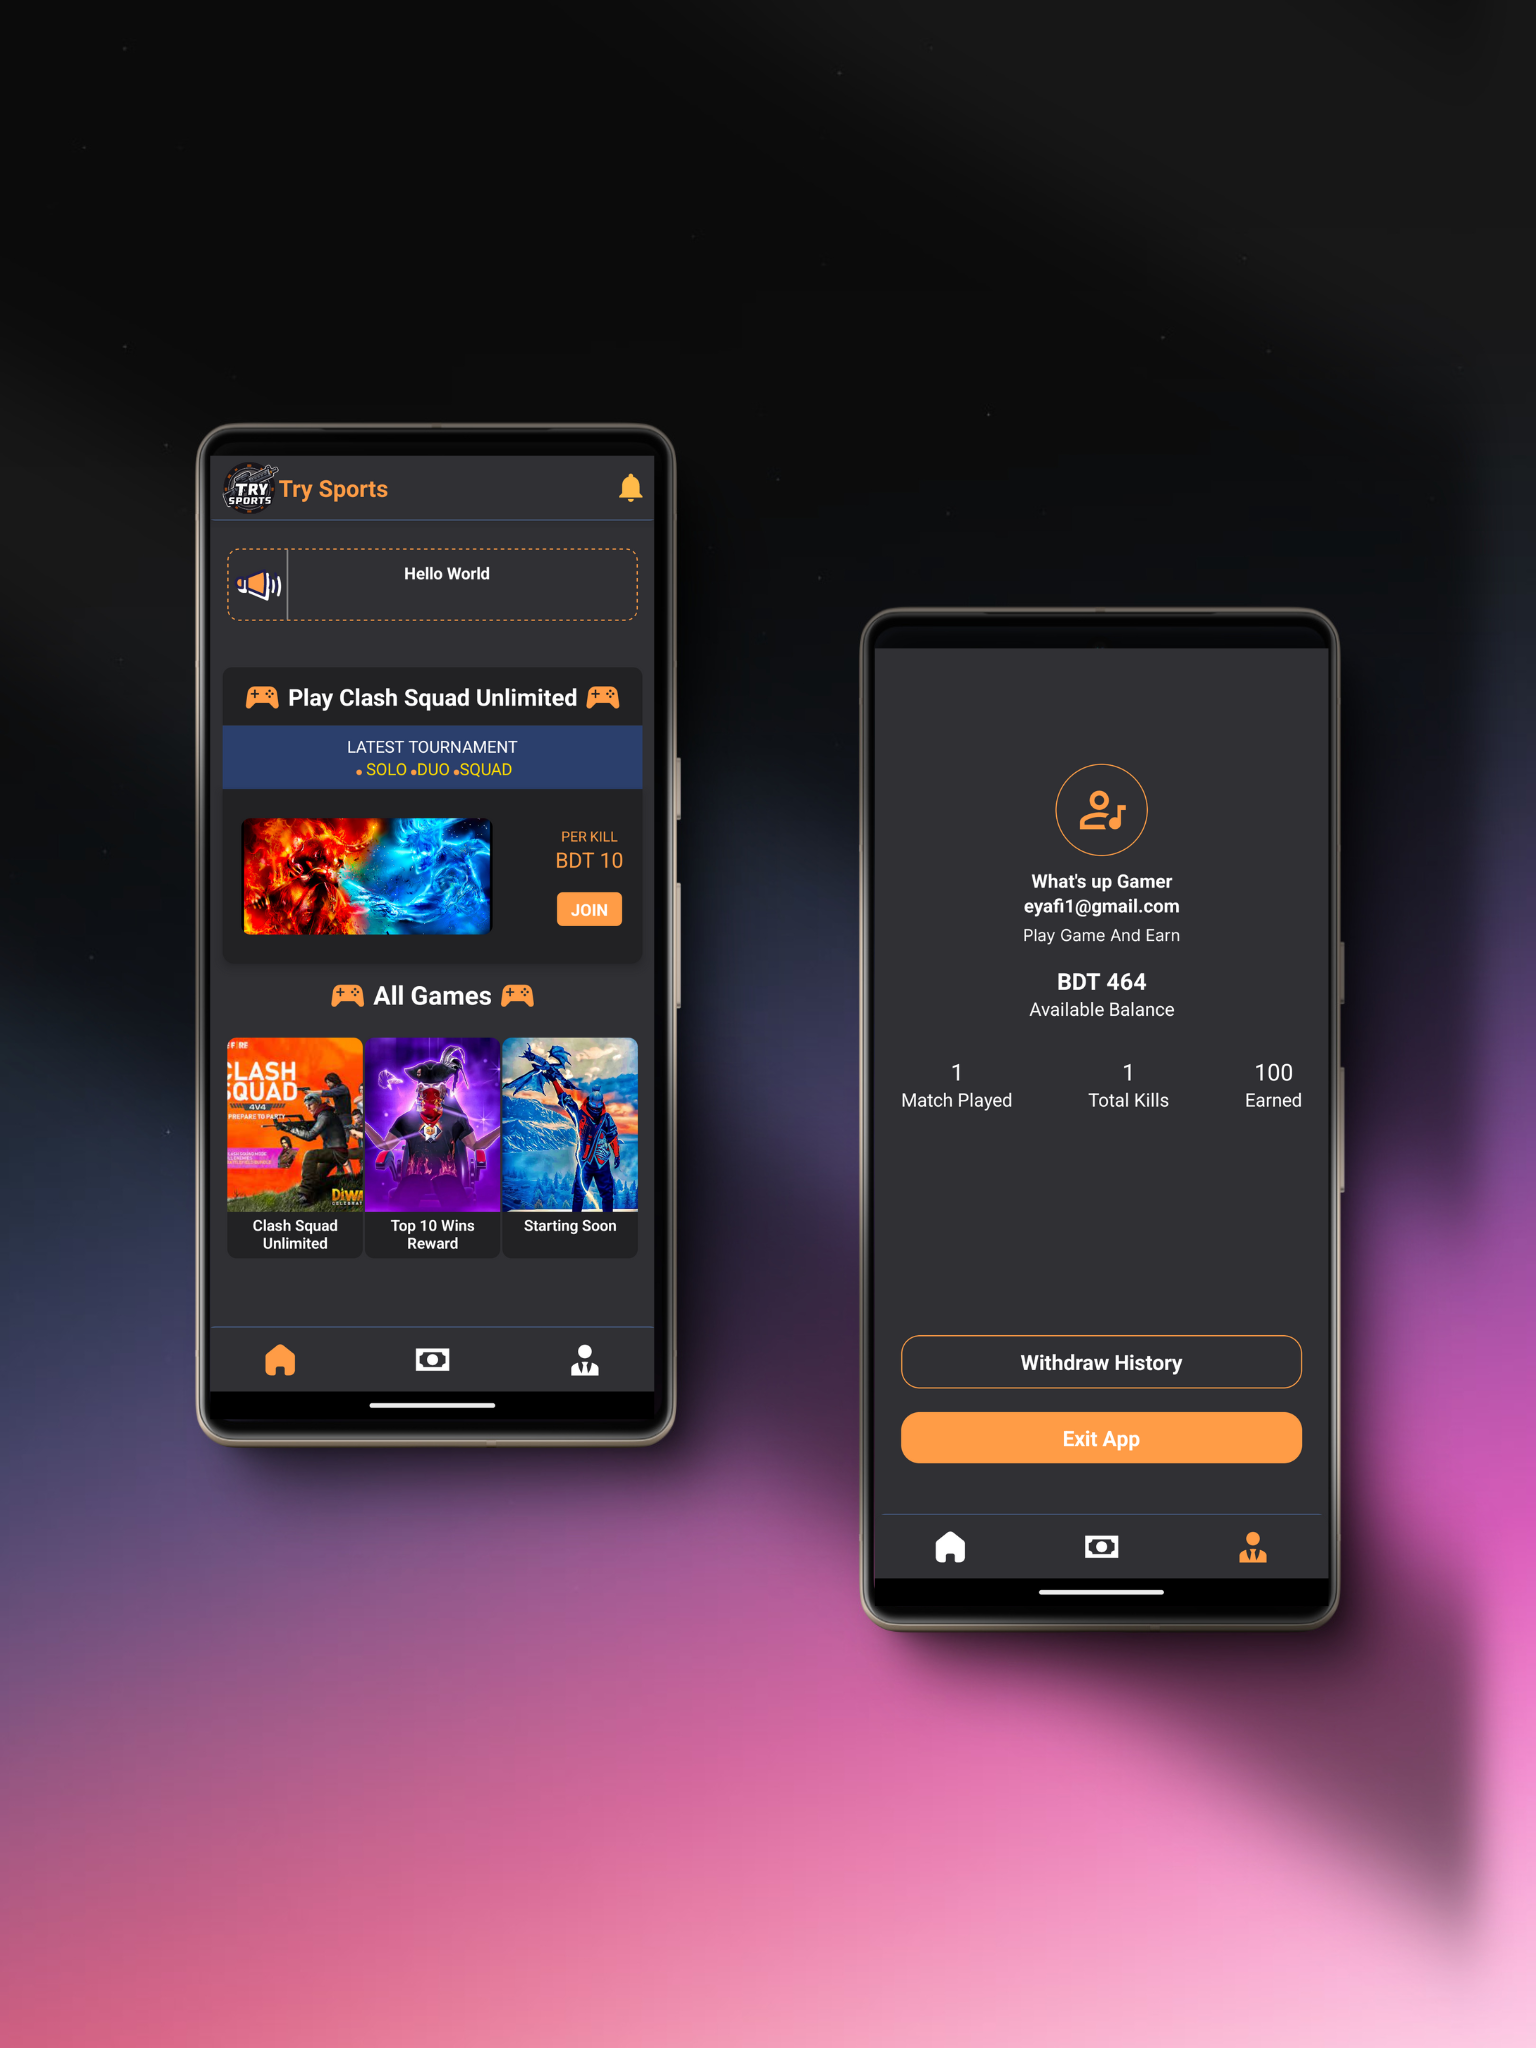 TRY
SPORTS
Try Sports
Hello World
Play Clash Squad Unlimited
LATEST TOURNAMENT
• SOLO •DUO •SQUAD
PER KILL
BDT 10
JOIN
All Games
CLASH
SQUAD
4V4
PREPARE TO PARTY
Clash Squad
Unlimited
Top 10 Wins
Reward
Starting Soon
What's up Gamer
eyafi1@gmail.com
Play Game And Earn
BDT 464
Available Balance
1
Match Played
1
Total Kills
100
Earned
Withdraw History
Exit App